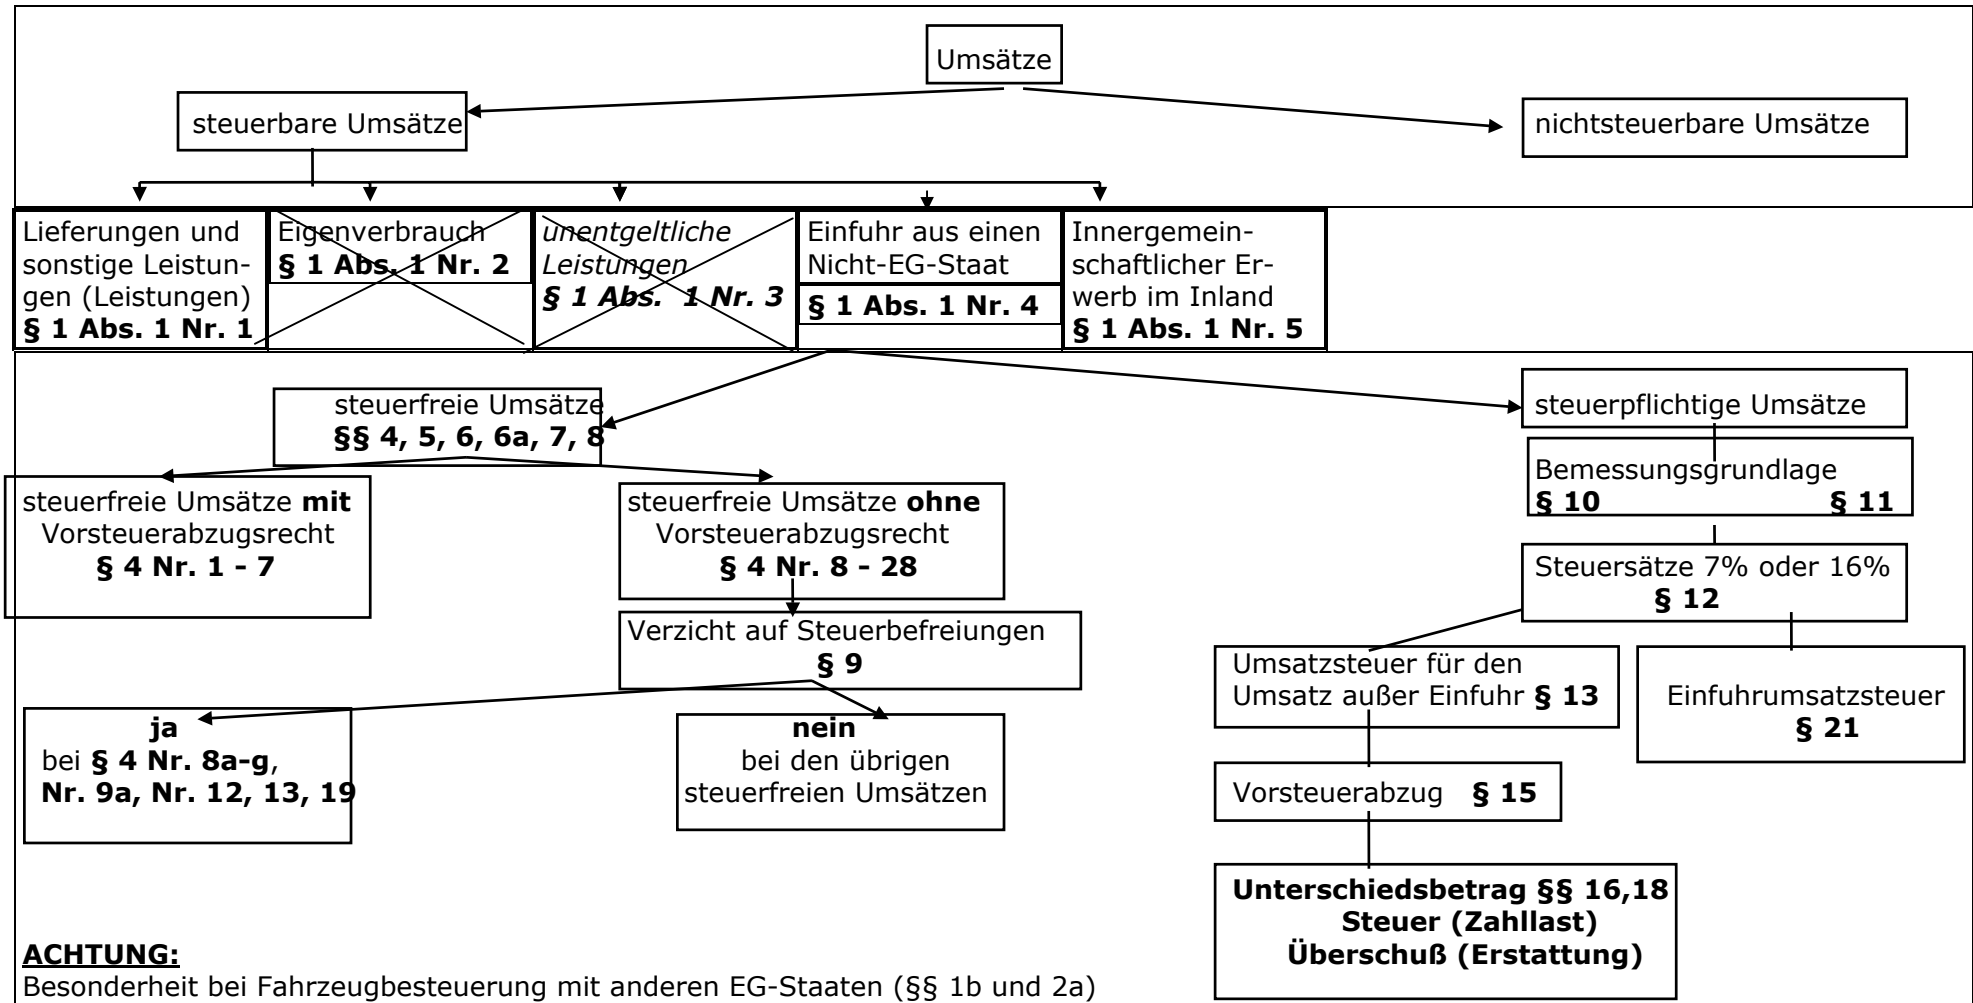 Umsätze
steuerbare Umsätze
nichtsteuerbare Umsätze
Lieferungen und
sonstige Leistun-
gen (Leistungen)
§ 1 Abs. 1 Nr. 1
Eigenverbrauch
§ 1 Abs. 1 Nr. 2
unentgeltliche
Leistungen
§ 1 Abs. 1 Nr. 3
Einfuhr aus einen
Nicht-EG-Staat
§ 1 Abs. 1 Nr. 4
Innergemein-
schaftlicher Er-
werb im Inland
§ 1 Abs. 1 Nr. 5
steuerfreie Umsätze
§§ 4, 5, 6, 6a, 7, 8
steuerpflichtige Umsätze
Bemessungsgrundlage
§ 10 § 11
steuerfreie Umsätze mit
Vorsteuerabzugsrecht
§ 4 Nr. 1 - 7
steuerfreie Umsätze ohne
Vorsteuerabzugsrecht
§ 4 Nr. 8 - 28
Steuersätze 7% oder 16%
§ 12
Verzicht auf Steuerbefreiungen
§ 9
Umsatzsteuer für den
Umsatz außer Einfuhr § 13
Einfuhrumsatzsteuer
§ 21
ja
bei § 4 Nr. 8a-g,
Nr. 9a, Nr. 12, 13, 19
nein
bei den übrigen
steuerfreien Umsätzen
Vorsteuerabzug § 15
Unterschiedsbetrag §§ 16,18
Steuer (Zahllast)
Überschuß (Erstattung)
ACHTUNG:
Besonderheit bei Fahrzeugbesteuerung mit anderen EG-Staaten (§§ 1b und 2a)